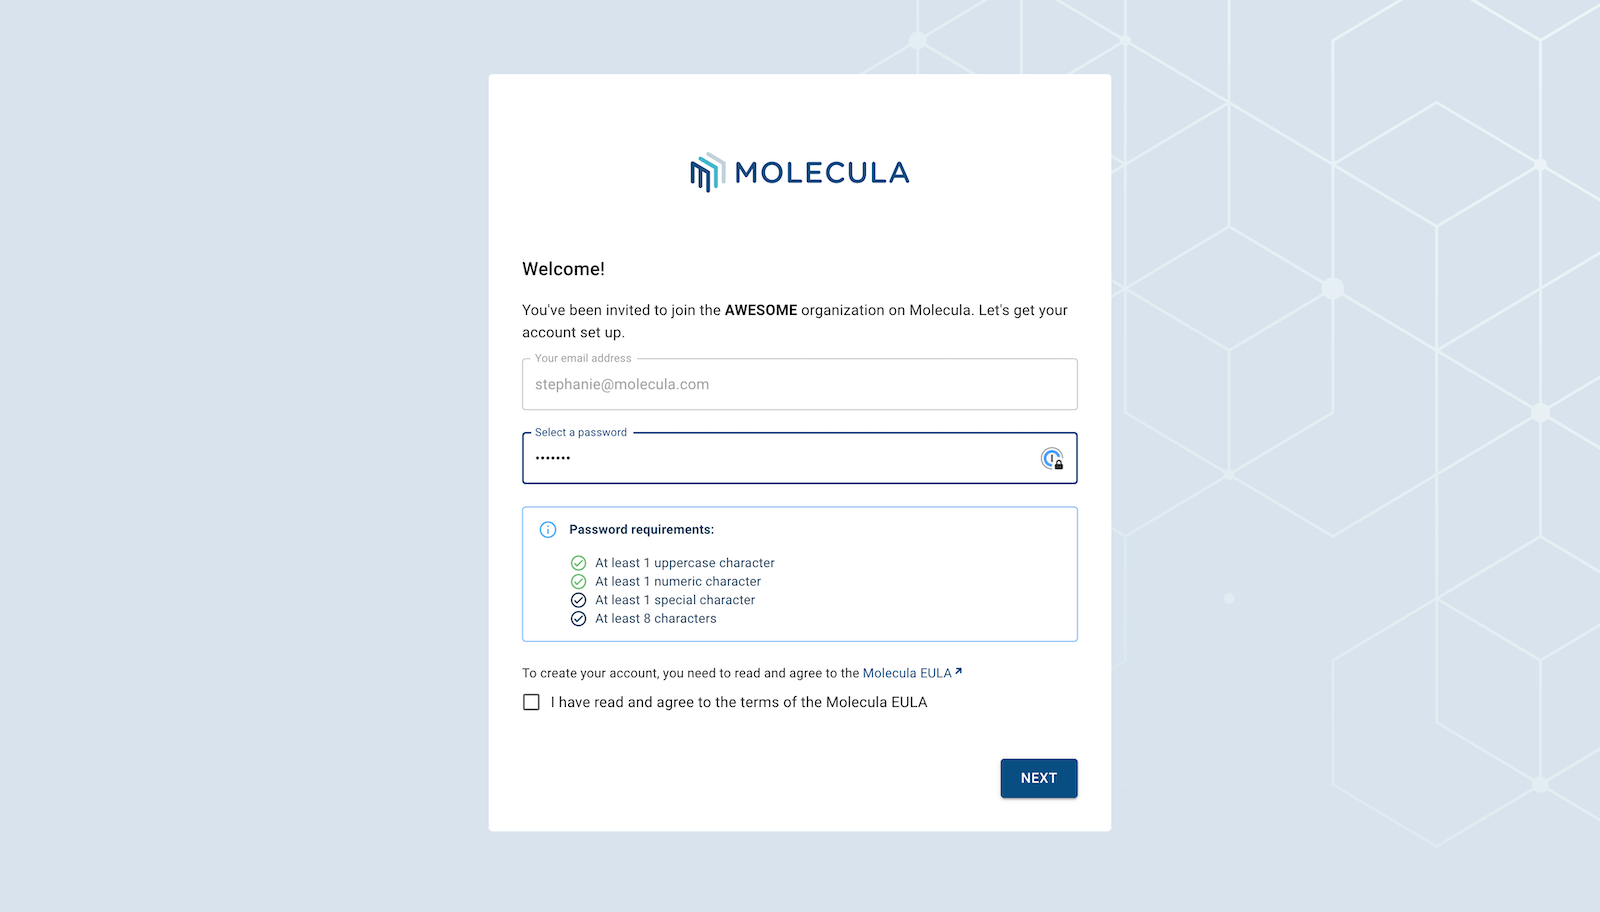 MOLECULA
Welcome!
You've been invited to join the AWESOME organization on Molecula. Let's get your
account set up.
Your email address
stephanie@molecula.com
Select a password
•••••••
Password requirements:
At least 1 uppercase character
At least 1 numeric character
At least 1 special character
At least 8 characters
To create your account, you need to read and agree to the Molecula EULA
I have read and agree to the terms of the Molecula EULA
NEXT